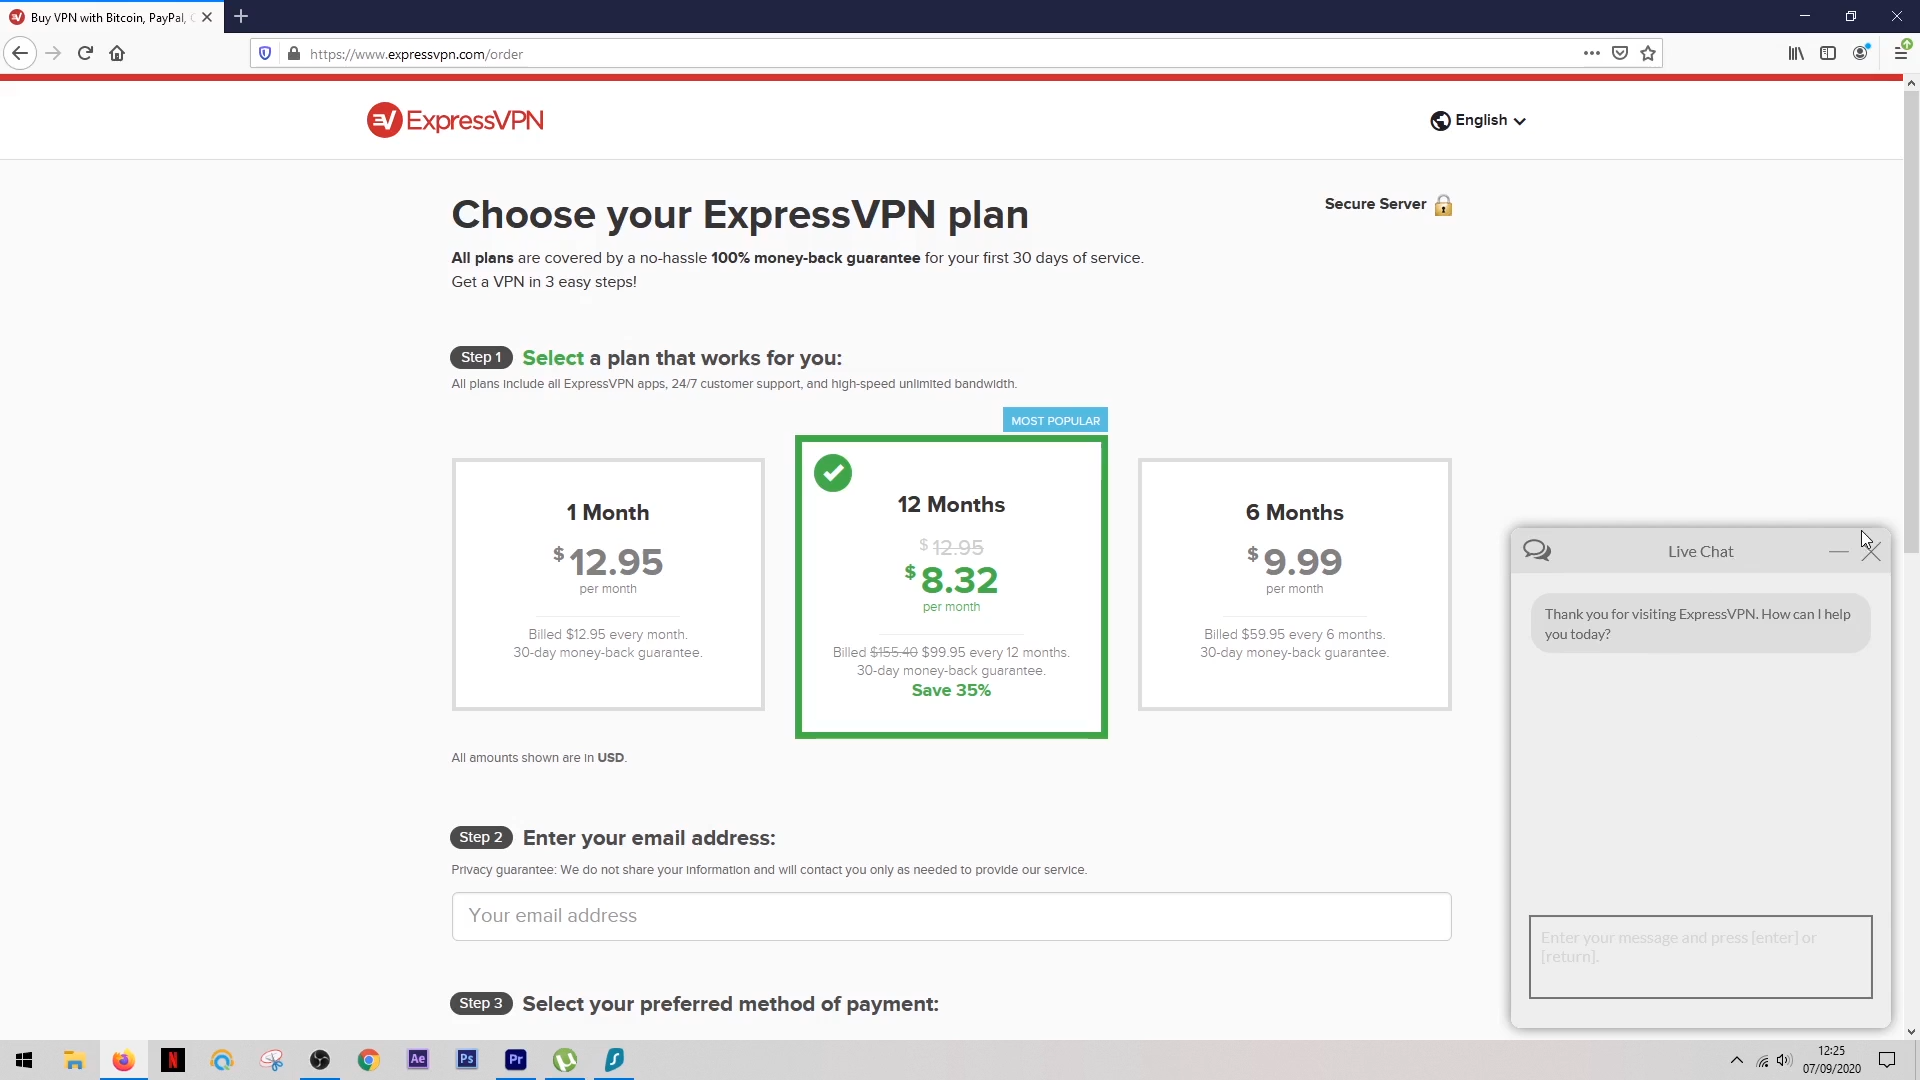 Buy VPN with Bitcoin, PayPal,
https://www.expressvpn.com/order
ExpressVPN
English
Choose your ExpressVPN plan
Secure Server
All plans are covered by a no-hassle 100% money-back guarantee for your first 30 days of service.
Get a VPN in 3 easy steps!
Step 1 Select a plan that works for you:
All plans include all ExpressVPN apps, 24/7 customer support, and high-speed unlimited bandwidth.
MOST POPULAR
1 Month
$12.95
per month
Billed $12.95 every month.
30-day money-back guarantee.
12 Months
$12.95
$8.32
per month
Billed $155.40 $99.95 every 12 months.
30-day money-back guarantee.
Save 35%
6 Months
$9.99
per month
Billed $59.95 every 6 months.
30-day money-back guarantee.
All amounts shown are in USD.
Step 2 Enter your email address:
Privacy guarantee: We do not share your information and will contact you only as needed to provide our service.
Your email address
Step 3 Select your preferred method of payment:
Live Chat
Thank you for visiting ExpressVPN. How can I help
you today?
Enter your message and press [enter] or
[return].
N
Ae
Ps
Pr
12:25
07/09/2020